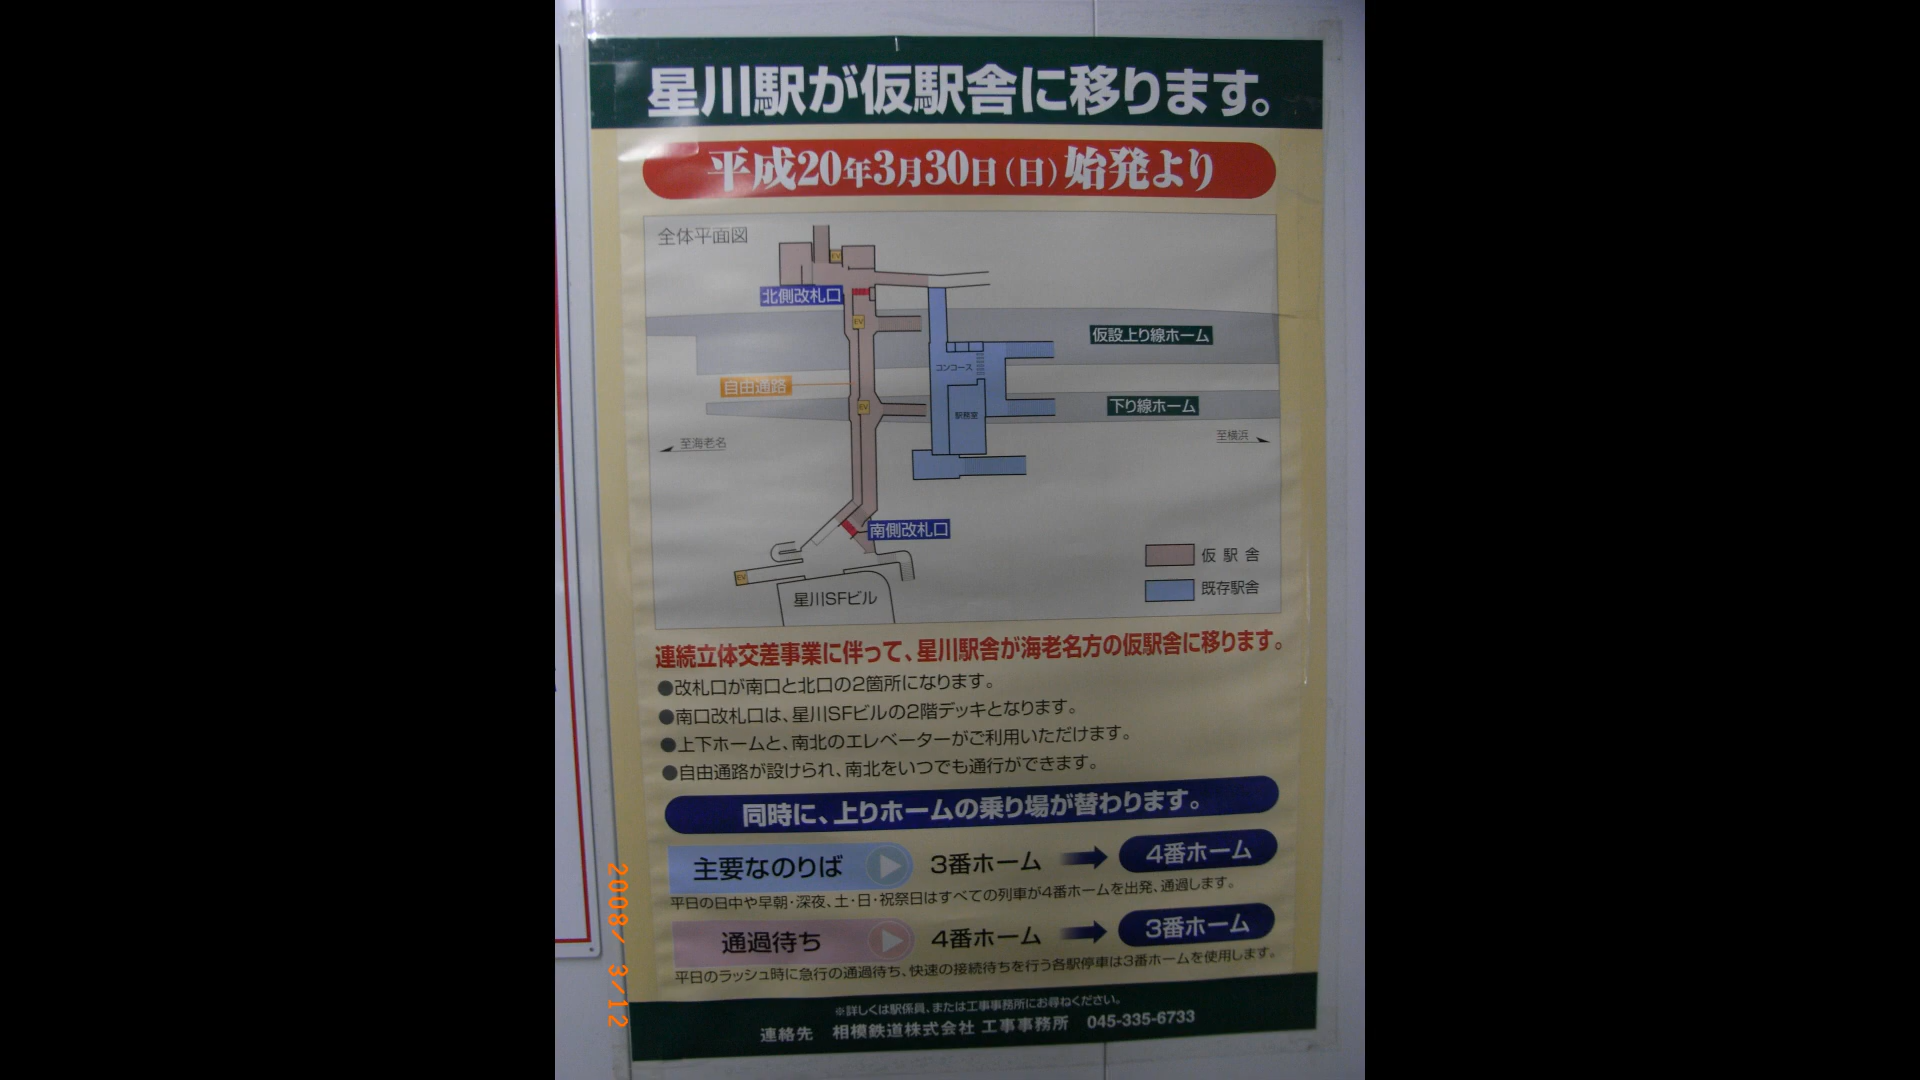 星川駅が仮駅舎に移ります。
平成20年3月30日(日)始発より
全体平面図
EV
北側改札口
EV
仮設上り線ホーム
コンコース
自由通路
EV
下り線ホーム
駅務室
至海老名
至横浜
南側改札口
仮駅舎
EV
既存駅舎
星川SFビル
連続立体交差事業に伴って、星川駅舎が海老名方の仮駅舎に移ります。
●改札口が南口と北口の2箇所になります。
●南口改札口は、星川SFビルの2階デッキとなります。
●上下ホームと、南北のエレベーターがご利用いただけます。
●自由通路が設けられ、南北をいつでも通行ができます。
同時に、上りホームの乗り場が替わります。
主要なのりば 3番ホーム 4番ホーム
平日の日中や早朝・深夜、土・日・祝祭日はすべての列車が4番ホームを出発、通過します。
通過待ち 4番ホーム 3番ホーム
平日のラッシュ時に急行の通過待ち、快速の接続待ちを行う各駅停車は3番ホームを使用します。
※詳しくは駅係員、または工事事務所にお尋ねください。
連絡先 相模鉄道株式会社 工事事務所 045-335-6733
2008/ 3/12